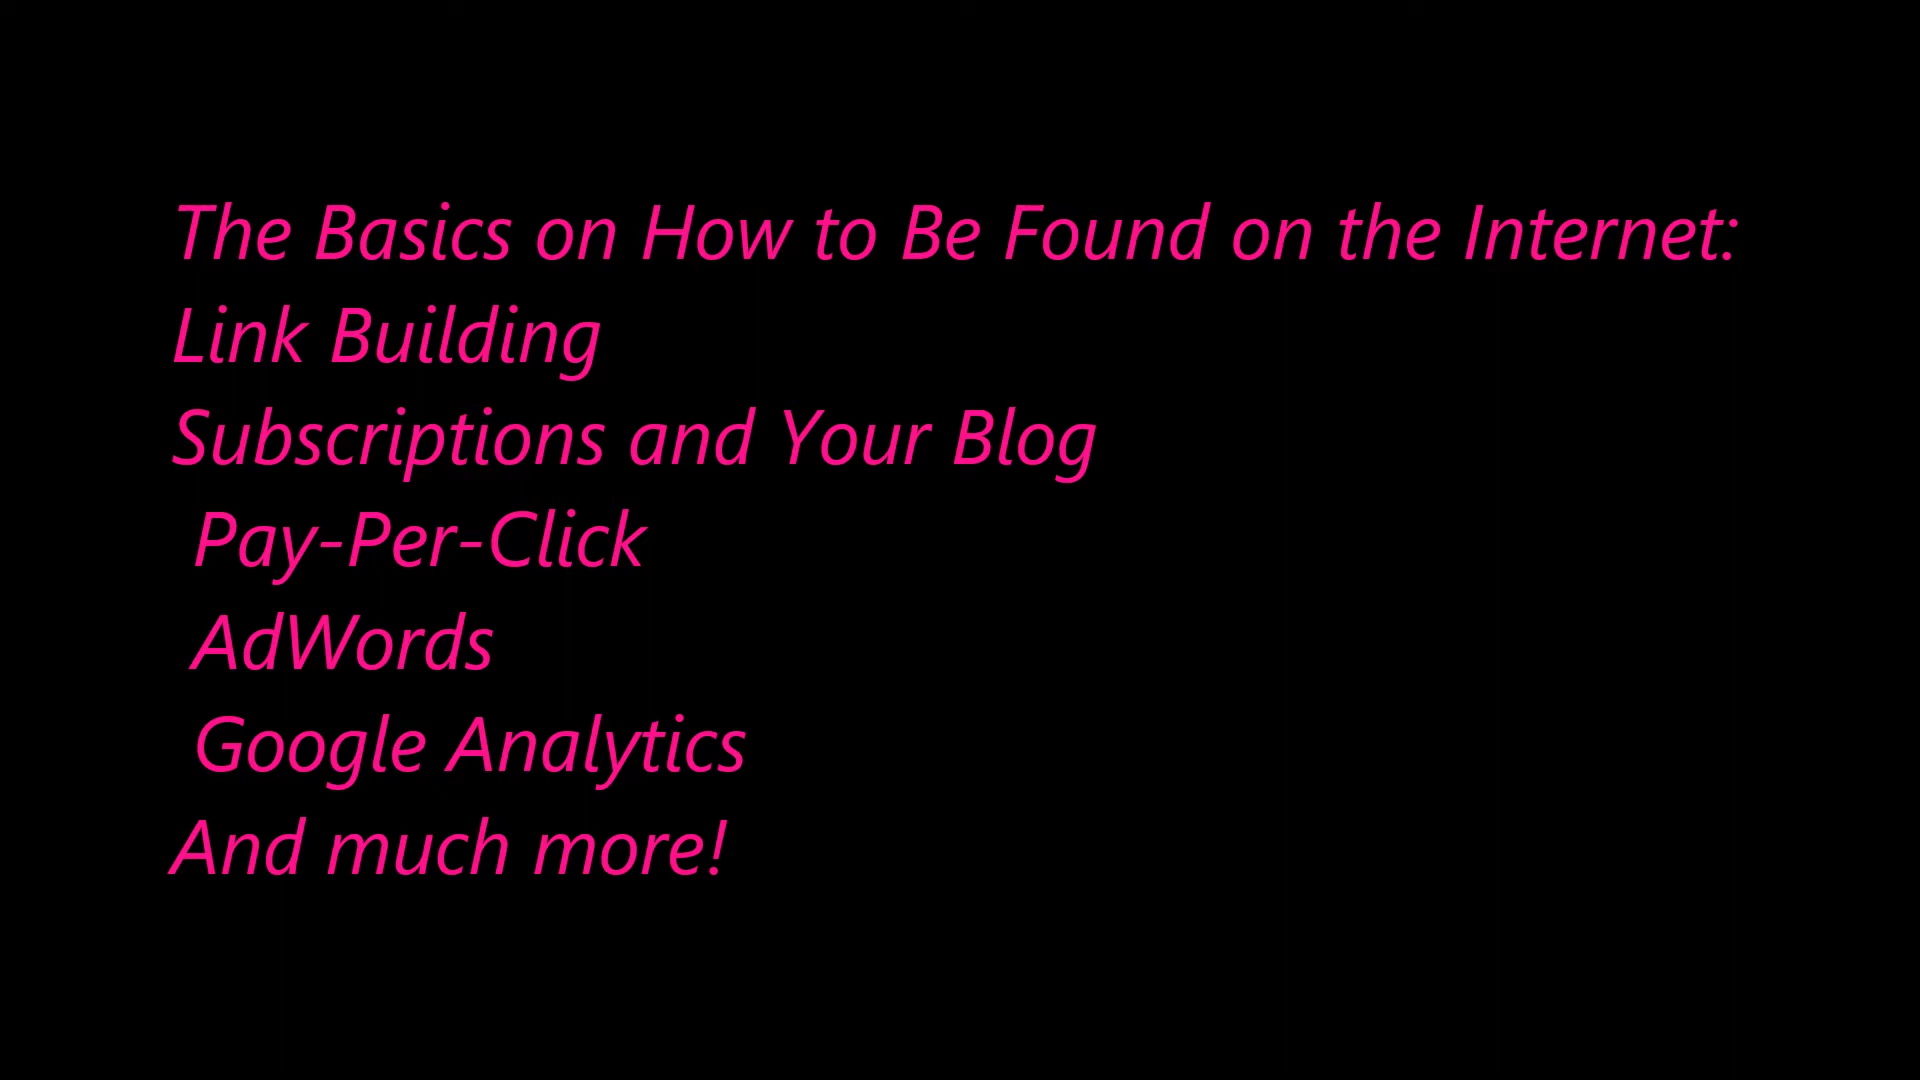 The Basics on How to Be Found on the Internet:
Link Building
Subscriptions and Your Blog
Pay-Per-Click
AdWords
Google Analytics
And much more!